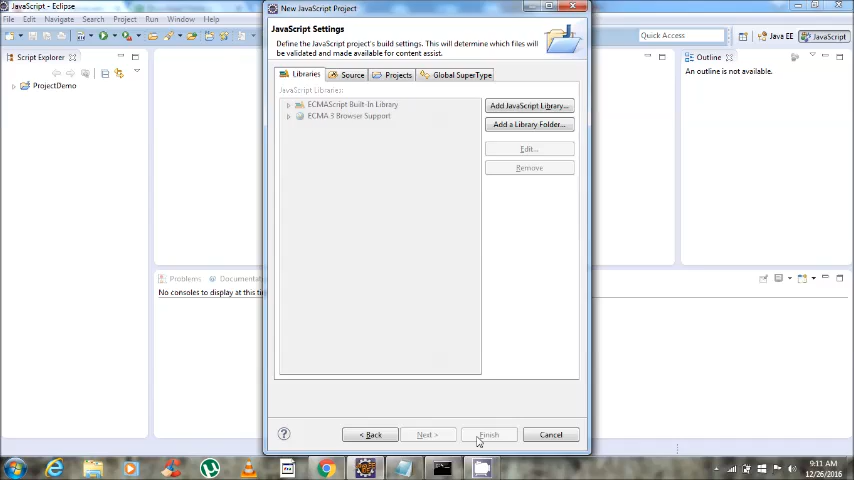 JavaScript - Eclipse
File Edit Navigate Search Project Run Window Help
New JavaScript Project
JavaScript Settings
Define the JavaScript project's build settings. This will determine which files will
be validated and made available for content assist.
Quick Access
Java EE
JavaScript
Script Explorer
ProjectDemo
Libraries
Source
Projects
Global SuperType
JavaScript Libraries:
ECMAScript Built-In Library
ECMA 3 Browser Support
Add JavaScript Library...
Add a Library Folder...
Edit...
Remove
Outline
An outline is not available.
Problems
No consoles to display at this
< Back
Next >
Finish
Cancel
9:11 AM
12/26/2016